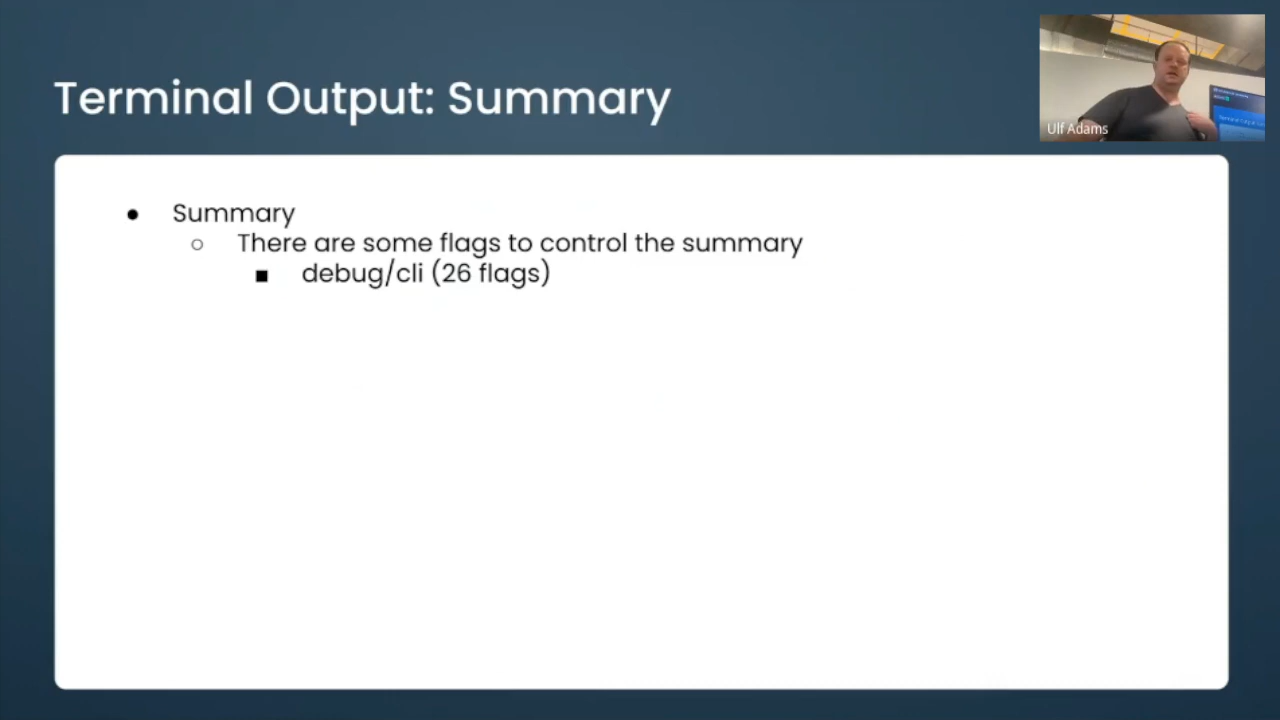 Terminal Output: Summary
Ulf Adams
● Summary
○ There are some flags to control the summary
■ debug/cli (26 flags)